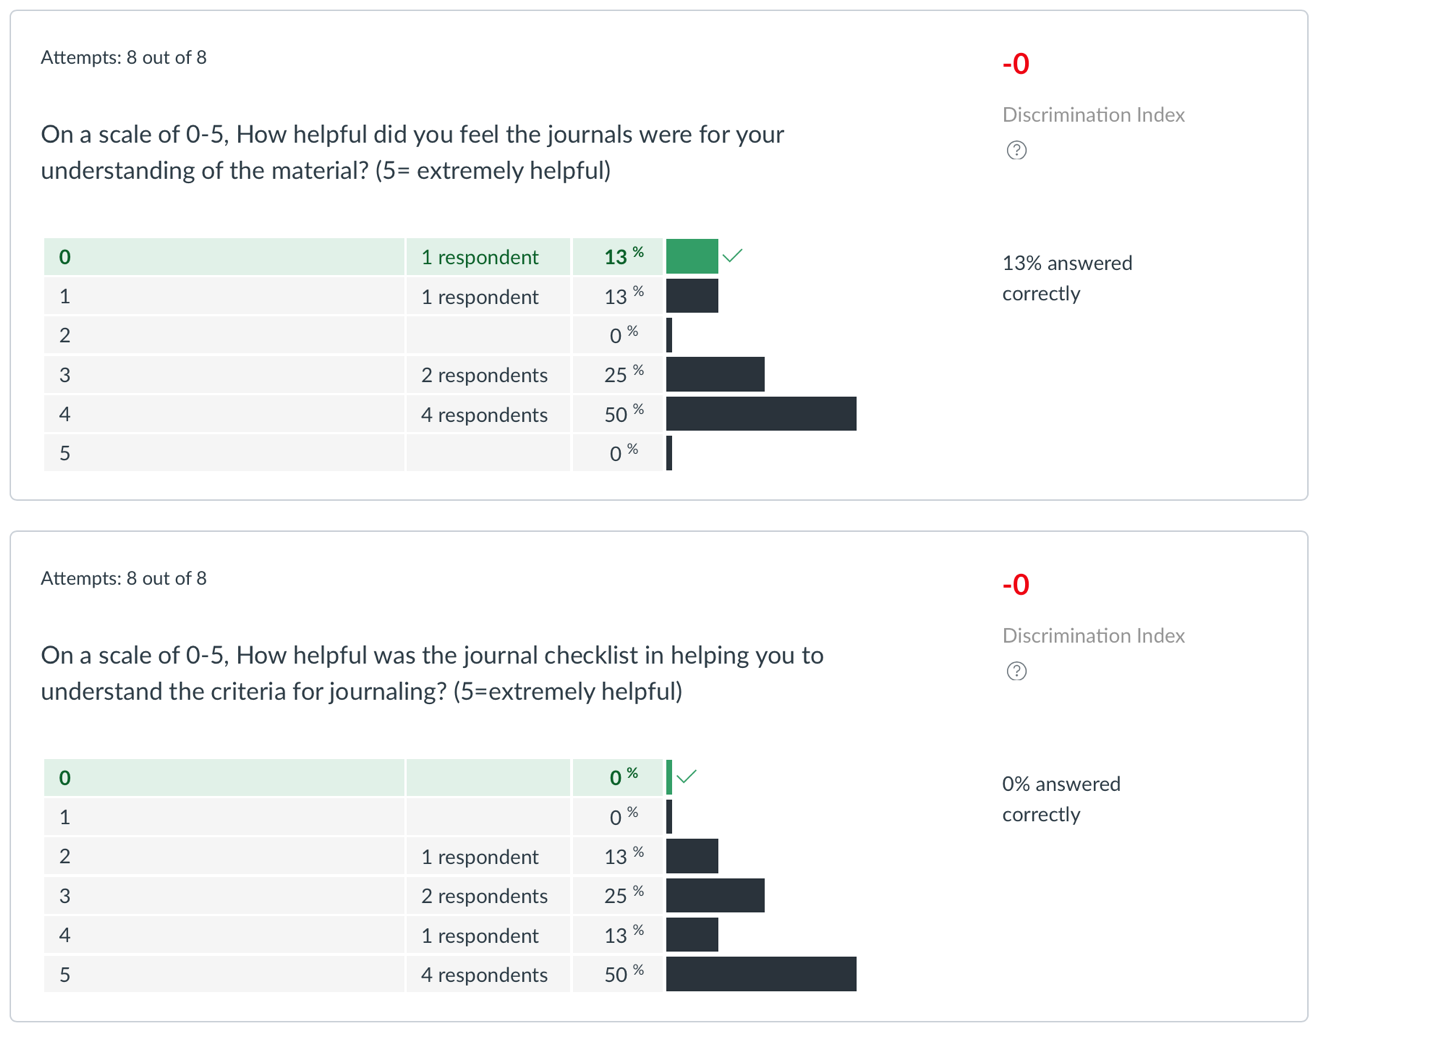 Attempts: 8 out of 8
-0
Discrimination Index
?
On a scale of 0-5, How helpful did you feel the journals were for your
understanding of the material? (5= extremely helpful)
0 1 respondent 13 %
1 1 respondent 13 %
2 0 %
3 2 respondents 25 %
4 4 respondents 50 %
5 0 %
13% answered
correctly
Attempts: 8 out of 8
-0
Discrimination Index
?
On a scale of 0-5, How helpful was the journal checklist in helping you to
understand the criteria for journaling? (5=extremely helpful)
0 0 %
1 0 %
2 1 respondent 13 %
3 2 respondents 25 %
4 1 respondent 13 %
5 4 respondents 50 %
0% answered
correctly